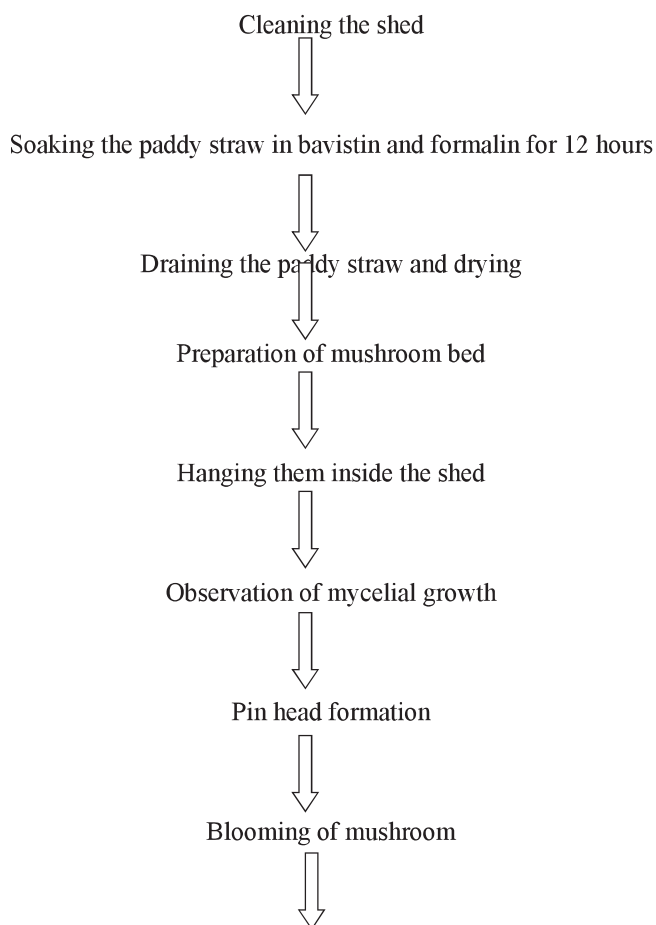 Cleaning the shed
Soaking the paddy straw in bavistin and formalin for 12 hours
Draining the paddy straw and drying
Preparation of mushroom bed
Hanging them inside the shed
Observation of mycelial growth
Pin head formation
Blooming of mushroom